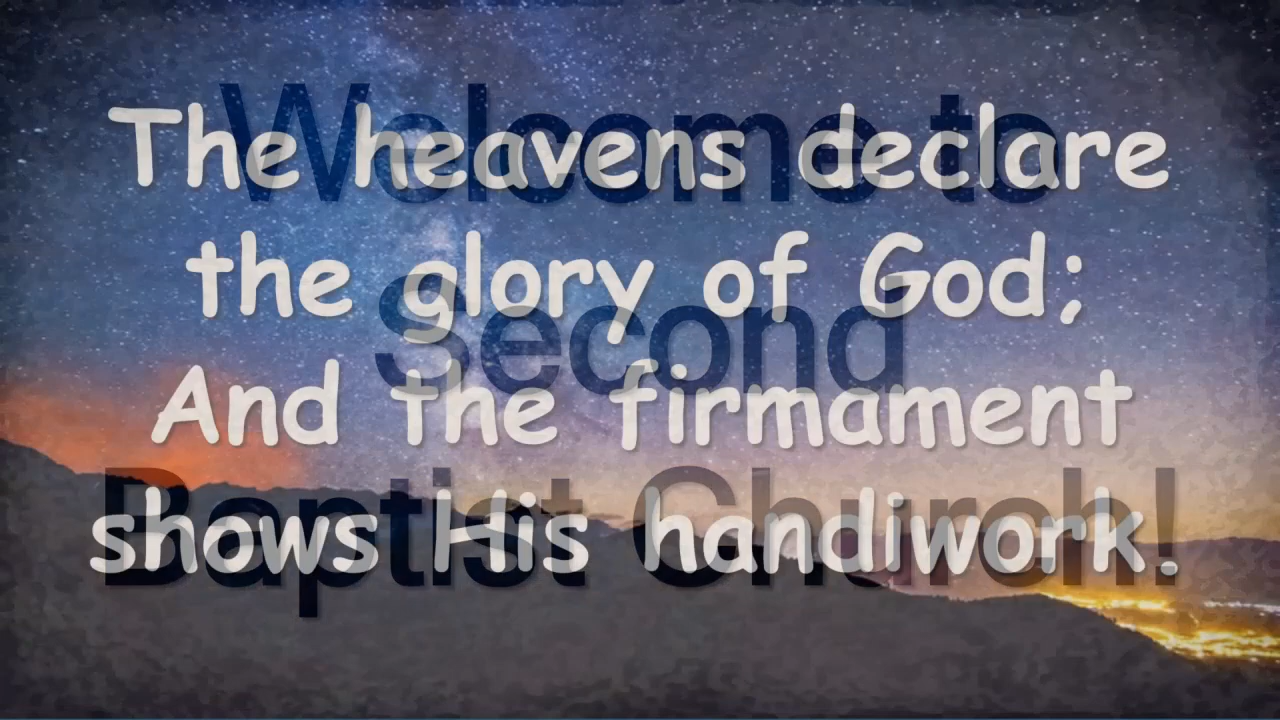 The heavens declare
the glory of God;
And the firmament
shows His handiwork.
Welcome to
Second
Baptist Church!